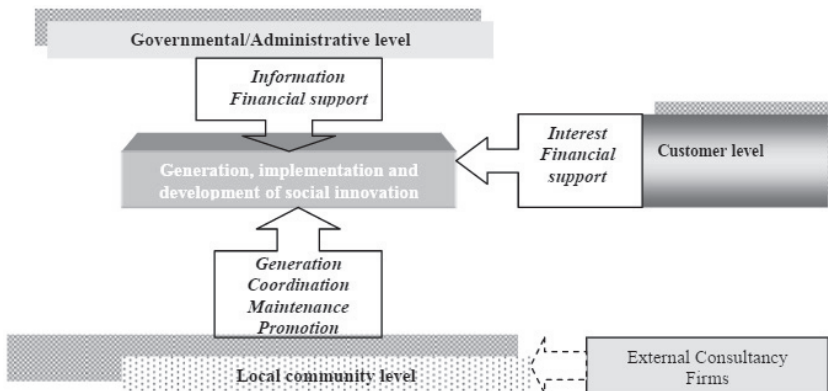 Governmental/Administrative level
Information
Financial support
Generation, implementation and
development of social innovation
Interest
Financial
support
Customer level
Generation
Coordination
Maintenance
Promotion
Local community level
External Consultancy
Firms